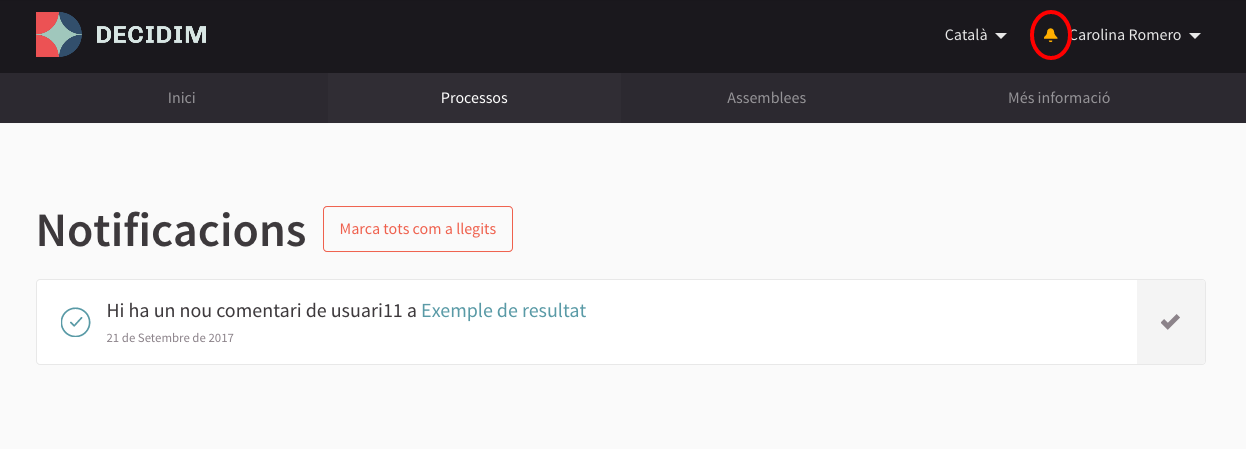 DECIDIM
Català
Carolina Romero
Inici
Processos
Assemblees
Més informació
Notificacions
Marca tots com a llegits
Hi ha un nou comentari de usuari11 a Exemple de resultat
21 de Setembre de 2017